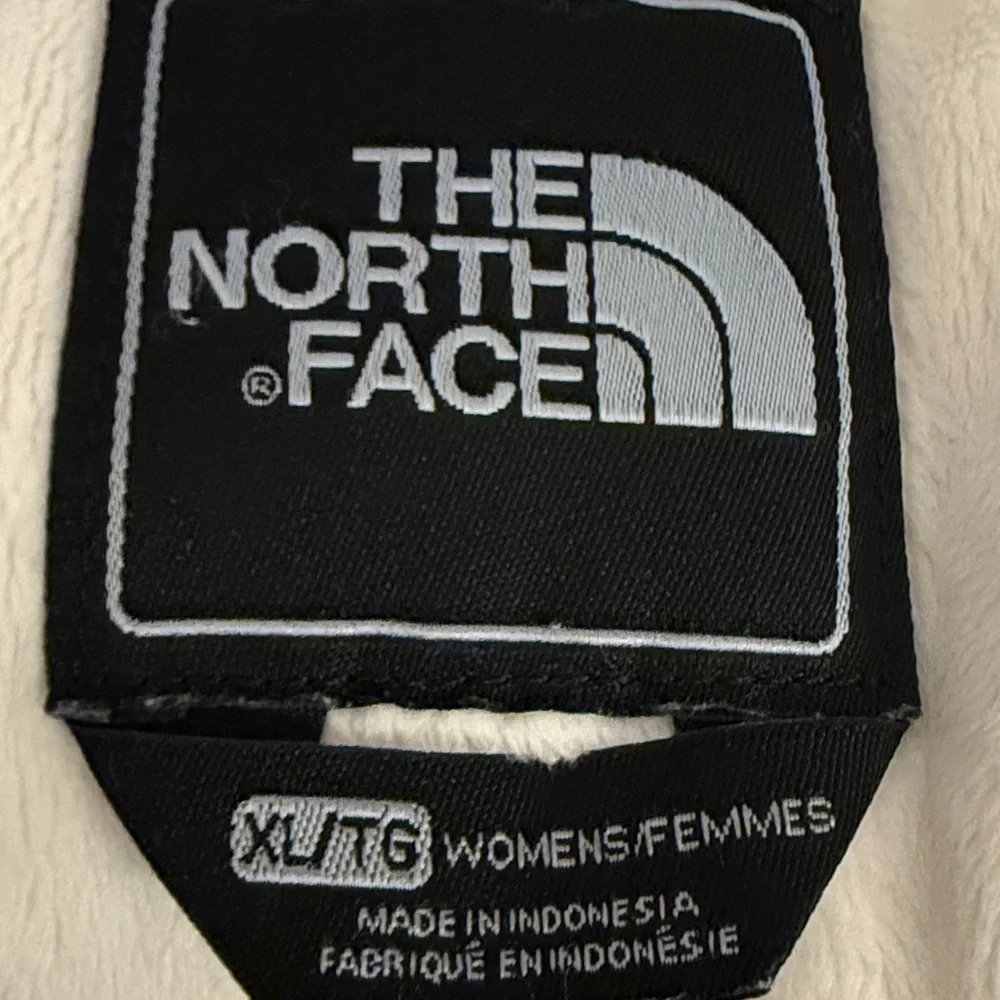 THE
NORTH
FACE
®
XL/TG WOMENS/FEMMES
MADE IN INDONESIA
FABRIQUÉ EN INDONÉSIE